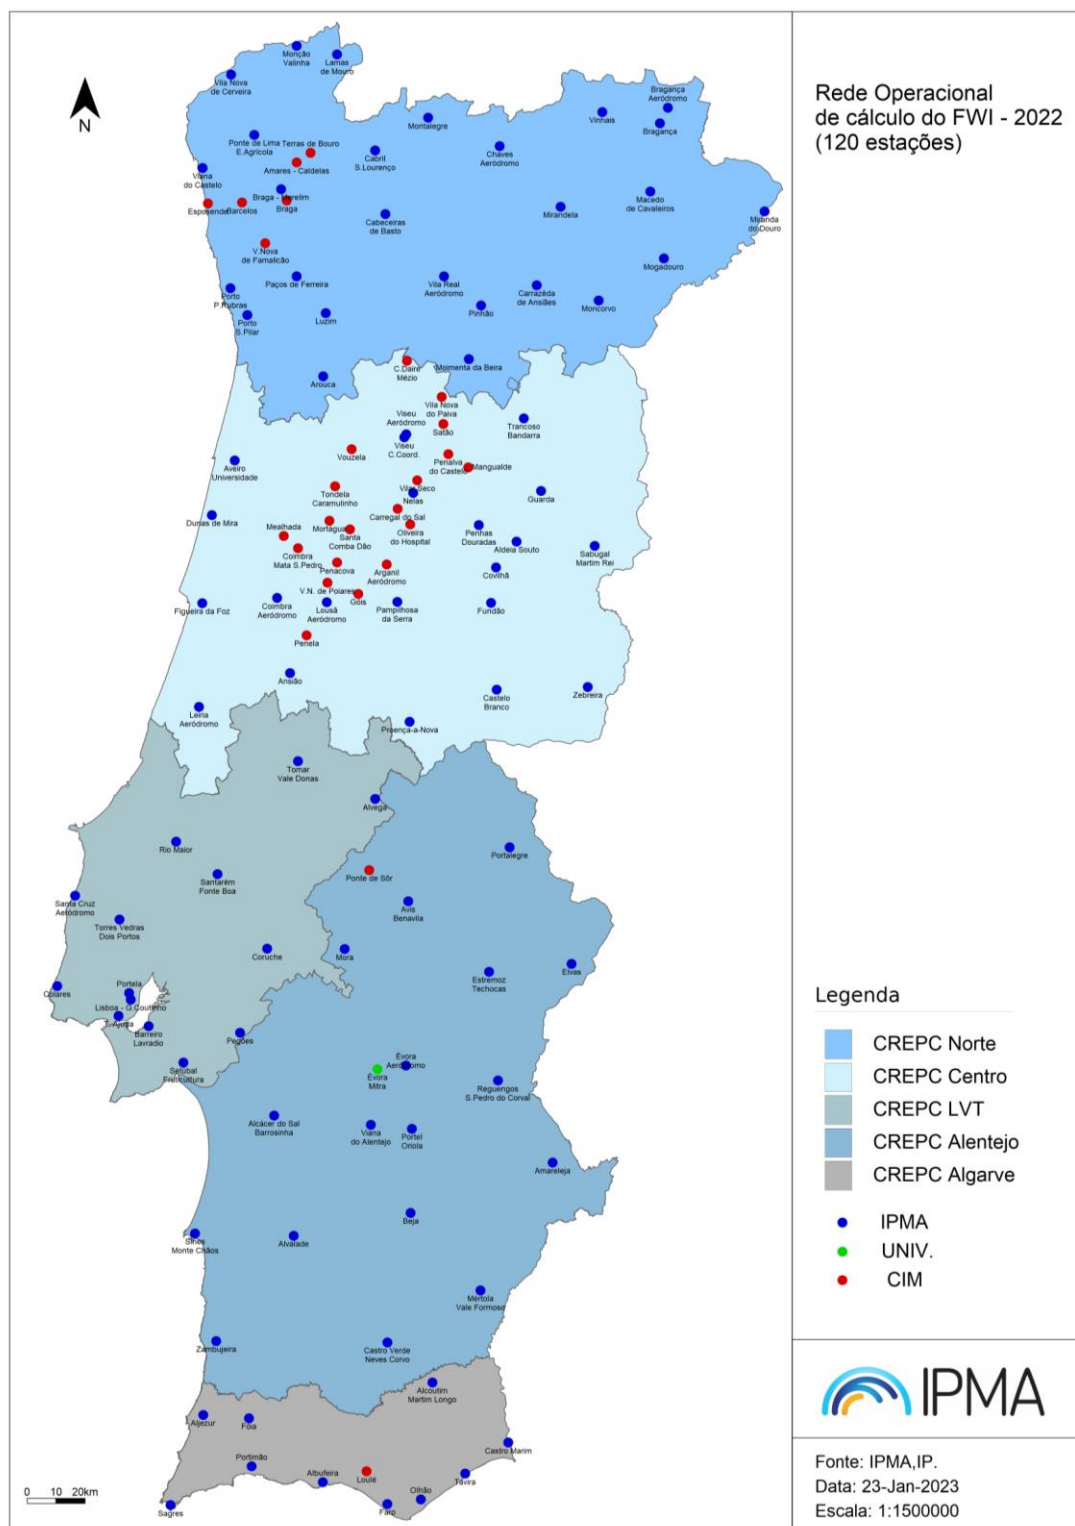 Rede Operacional
de cálculo do FWI - 2022
(120 estações)
N
Monção
Valinha
Lamas
de Mouro
Vila Nova
de Cerveira
Bragança
Aeródromo
Vinhais
Bragança
Montalegre
Ponte de Lima
E.Agricola
Terras de Bouro
Amares - Caldelas
Cabril
S.Lourenço
Chaves
Aeródromo
Viana
do Castelo
Braga - Merelim
Braga
Esposende
Barcelos
Cabeceiras
de Basto
Mirandela
Macedo
de Cavaleiros
Miranda
do Douro
V.Nova
de Famalicão
Mogadouro
Paços de Ferreira
Vila Real
Aeródromo
Carrazêda
de Ansiães
Moncorvo
Porto
P.Rubras
Porto
S.Pilar
Luzim
Pinhão
C.Daire
Mézio
Moimenta da Beira
Arouca
Vila Nova
do Paiva
Viseu
Aeródromo
Viseu
C.Coord.
Satão
Trancoso
Bandarra
Vouzela
Penalva
do Castelo
Mangualde
Aveiro
Universidade
Tondela
Caramulinho
Vilar Seco
Nelas
Guarda
Carregal do Sal
Dunas de Mira
Mealhada
Mortágua
Santa
Comba Dão
Oliveira
do Hospital
Penhas
Douradas
Aldeia Souto
Sabugal
Martim Rei
Coimbra
Mata S.Pedro
Penacova
Arganil
Aeródromo
Covilhã
V.N. de Poiares
Góis
Figueira da Foz
Coimbra
Aeródromo
Lousã
Aeródromo
Pampilhosa
da Serra
Fundão
Penela
Ansião
Castelo
Branco
Zebreira
Leiria
Aeródromo
Proença-a-Nova
Tomar
Vale Donas
Alvega
Rio Maior
Portalegre
Santarém
Fonte Boa
Ponte de Sôr
Santa Cruz
Aeródromo
Avis
Benavila
Torres Vedras
Dois Portos
Coruche
Mora
Estremoz
Techocas
Elvas
Colares
Portela
Lisboa - G.Coutinho
Ajuda
Barreiro
Lavradio
Pegões
Setúbal
Fruticultura
Évora
Aeródromo
Évora
Mitra
Reguengos
S.Pedro do Corval
Alcácer do Sal
Barrosinha
Viana
do Alentejo
Portel
Oriola
Amareleja
Beja
Sines
Monte Chãos
Alvalade
Mértola
Vale Formoso
Zambujeira
Castro Verde
Neves Corvo
Alcoutim
Martim Longo
Aljezur
Fóia
Castro Marim
Portimão
Albufeira
Loulé
Tavira
Olhão
Faro
Sagres
0 10 20km
Legenda
CREPC Norte
CREPC Centro
CREPC LVT
CREPC Alentejo
CREPC Algarve
IPMA
UNIV.
CIM
IPMA
Fonte: IPMA,IP.
Data: 23-Jan-2023
Escala: 1:1500000